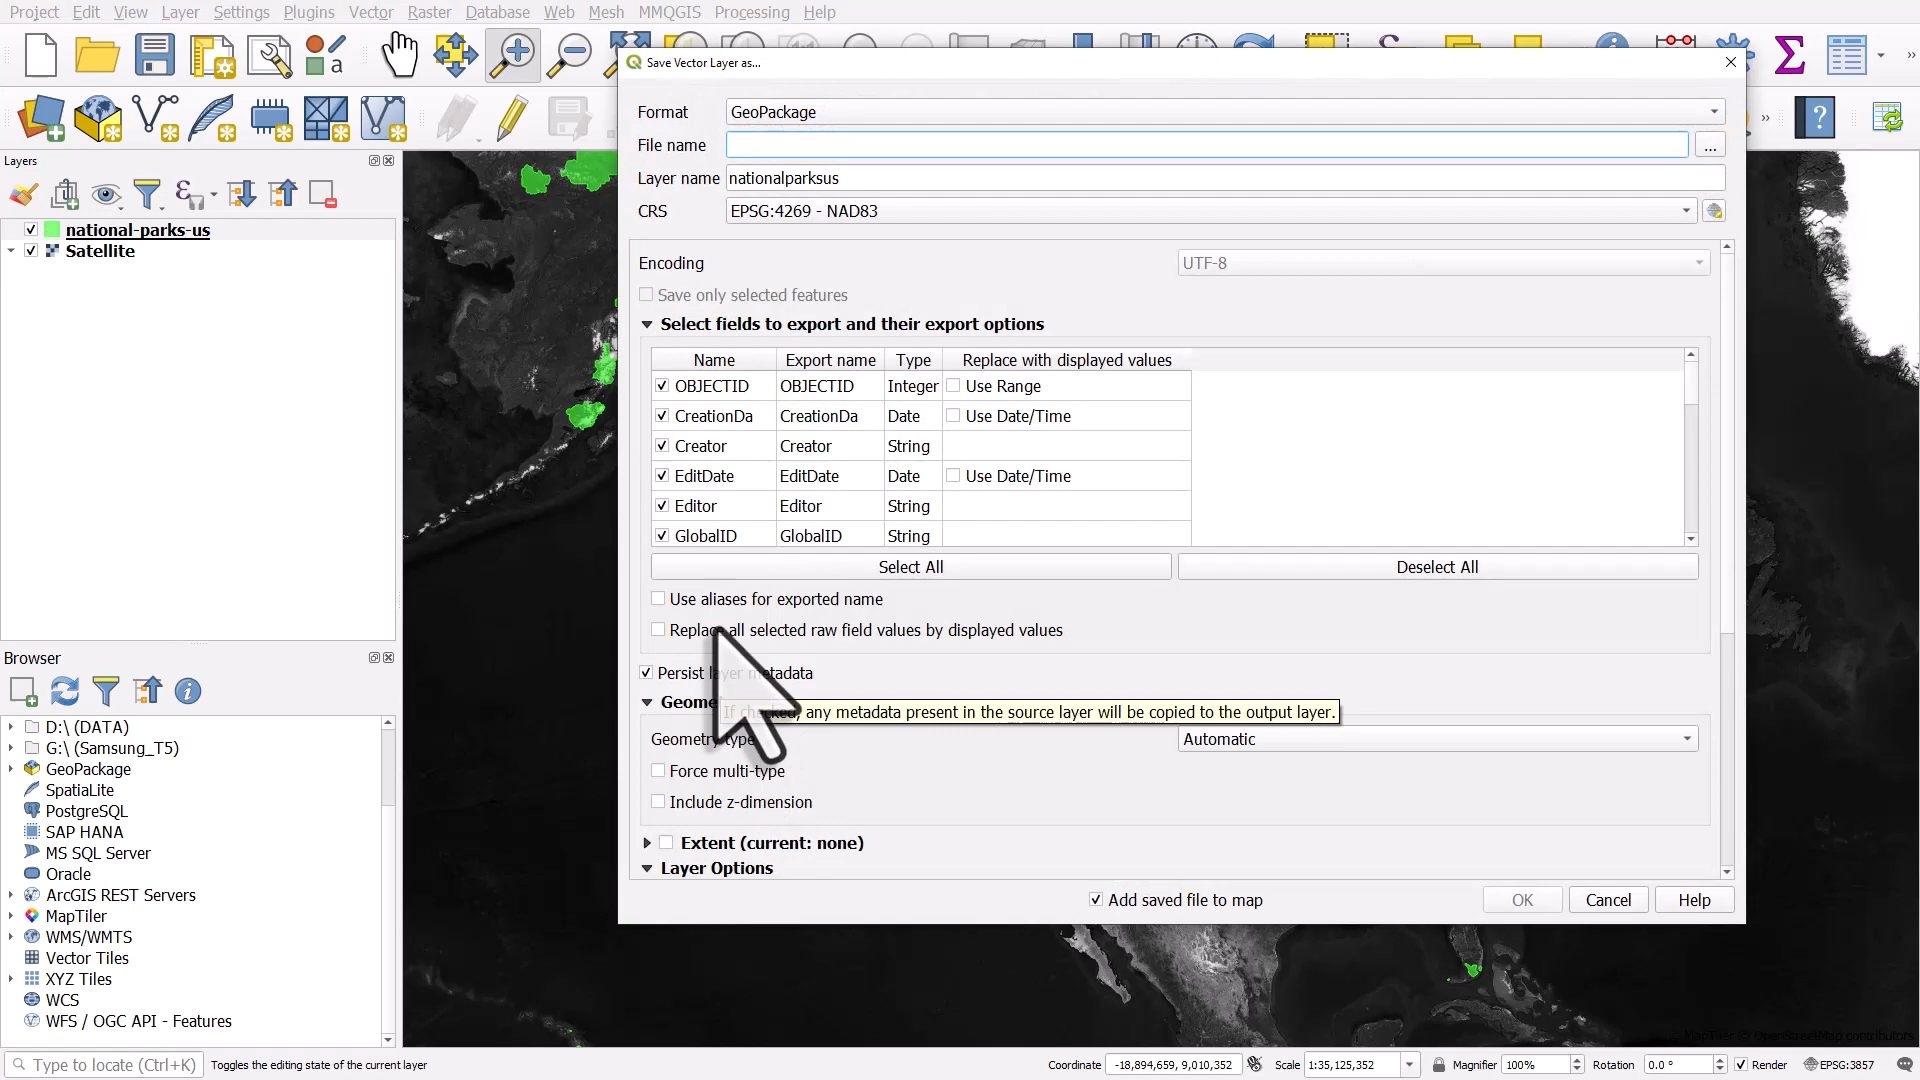 Project Edit View Layer Settings Plugins Vector Raster Database Web Mesh MMQGIS Processing Help
Save Vector Layer as...
Format GeoPackage
File name ...
Layer name nationalparksus
CRS EPSG:4269 - NAD83
Encoding UTF-8
Save only selected features
Select fields to export and their export options
Name Export name Type Replace with displayed values
OBJECTID OBJECTID Integer Use Range
CreationDa CreationDa Date Use Date/Time
Creator Creator String
EditDate EditDate Date Use Date/Time
Editor Editor String
GlobalID GlobalID String
Select All Deselect All
Use aliases for exported name
Replace all selected raw field values by displayed values
Persist layer metadata
If checked, any metadata present in the source layer will be copied to the output layer.
Geometry type Automatic
Force multi-type
Include z-dimension
Extent (current: none)
Layer Options
Add saved file to map OK Cancel Help
Layers
national-parks-us
Satellite
Browser
D:\ (DATA)
G:\ (Samsung_T5)
GeoPackage
SpatiaLite
PostgreSQL
SAP HANA
MS SQL Server
Oracle
ArcGIS REST Servers
MapTiler
WMS/WMTS
Vector Tiles
XYZ Tiles
WCS
WFS / OGC API - Features
© MapTiler © OpenStreetMap contributors
Type to locate (Ctrl+K) Toggles the editing state of the current layer Coordinate -18,894,659, 9,010,352 Scale 1:35,125,352 Magnifier 100% Rotation 0.0 ° Render EPSG:3857